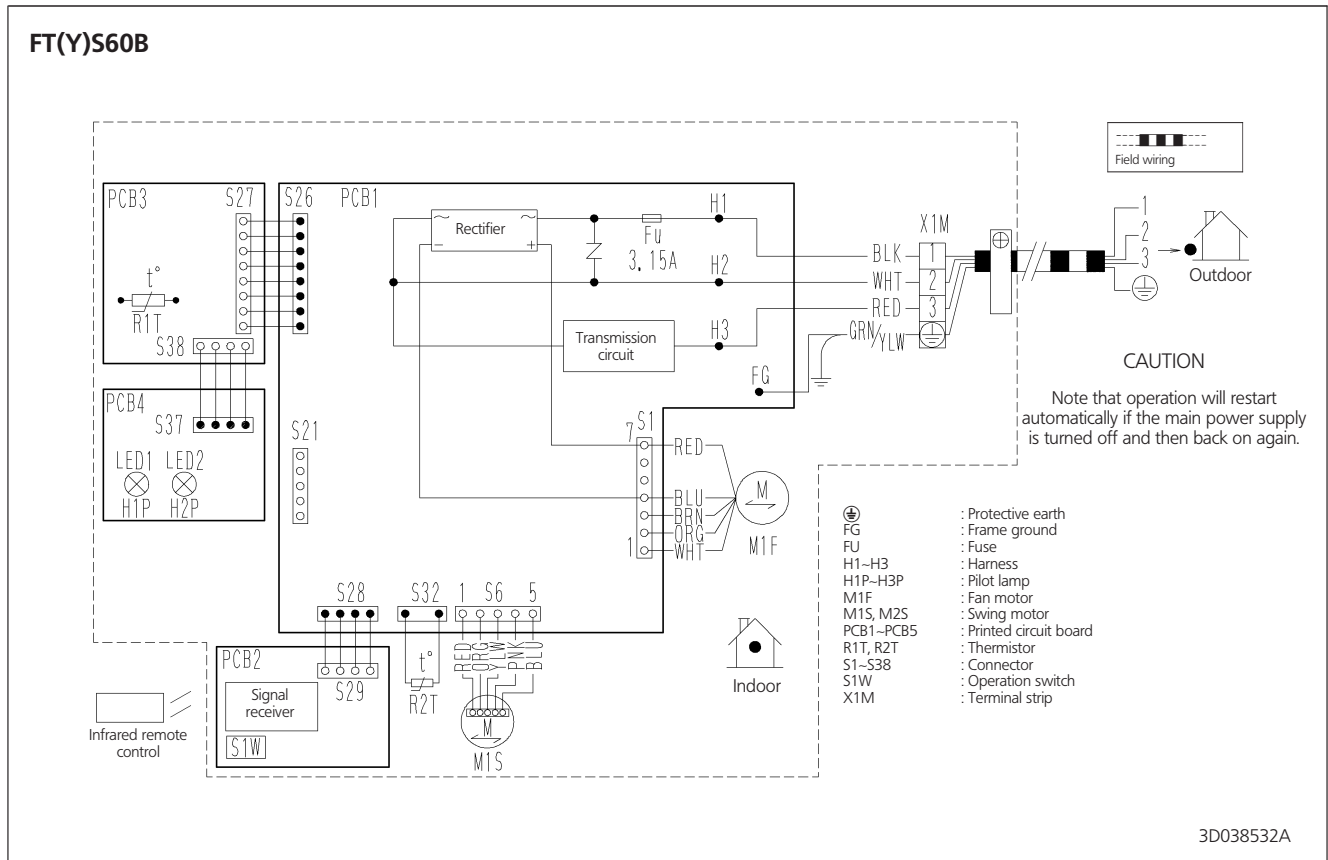 FT(Y)S60B
Field wiring
PCB3
S27
S26
PCB1
t°
R1T
S38
Rectifier
~
~
−
+
Fu
3.15A
H1
H2
H3
Transmission
circuit
FG
X1M
BLK
1
WHT
2
RED
3
GRN/YLW
1
2
3
Outdoor
CAUTION
Note that operation will restart
automatically if the main power supply
is turned off and then back on again.
PCB4
S37
LED1
LED2
H1P
H2P
S21
S1
7
RED
BLU
BRN
ORG
1
WHT
M
M1F
S28
S32
1
S6
5
RED
ORG
YLW
PNK
BLU
PCB2
S29
Signal
receiver
S1W
t°
R2T
M
M1S
Infrared remote
control
Indoor
: Protective earth
FG : Frame ground
FU : Fuse
H1~H3 : Harness
H1P~H3P : Pilot lamp
M1F : Fan motor
M1S, M2S : Swing motor
PCB1~PCB5 : Printed circuit board
R1T, R2T : Thermistor
S1~S38 : Connector
S1W : Operation switch
X1M : Terminal strip
3D038532A